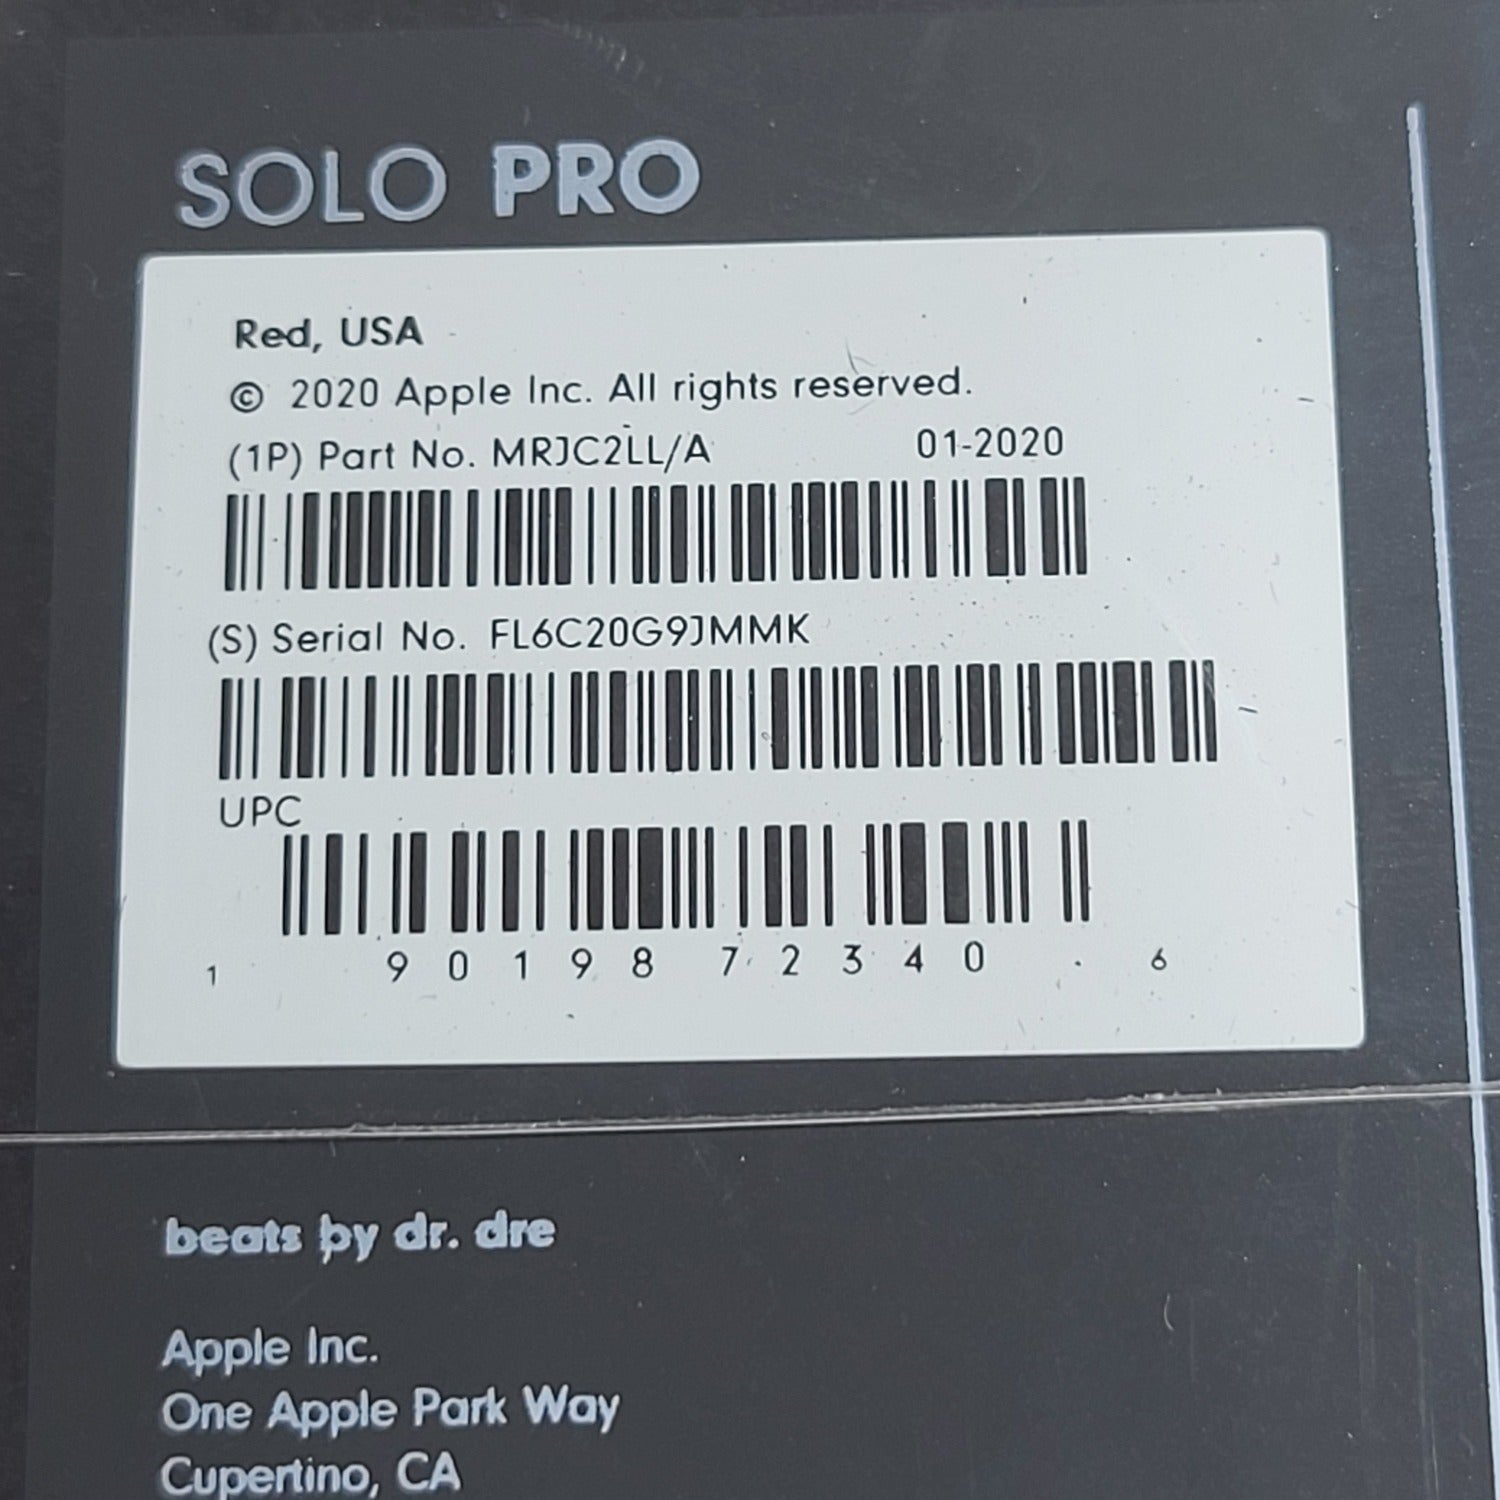 SOLO PRO
Red, USA
© 2020 Apple Inc. All rights reserved.
(1P) Part No. MRJC2LL/A 01-2020
(S) Serial No. FL6C20G9JMMK
UPC
1 90198 72340 6
beats by dr. dre
Apple Inc.
One Apple Park Way
Cupertino, CA